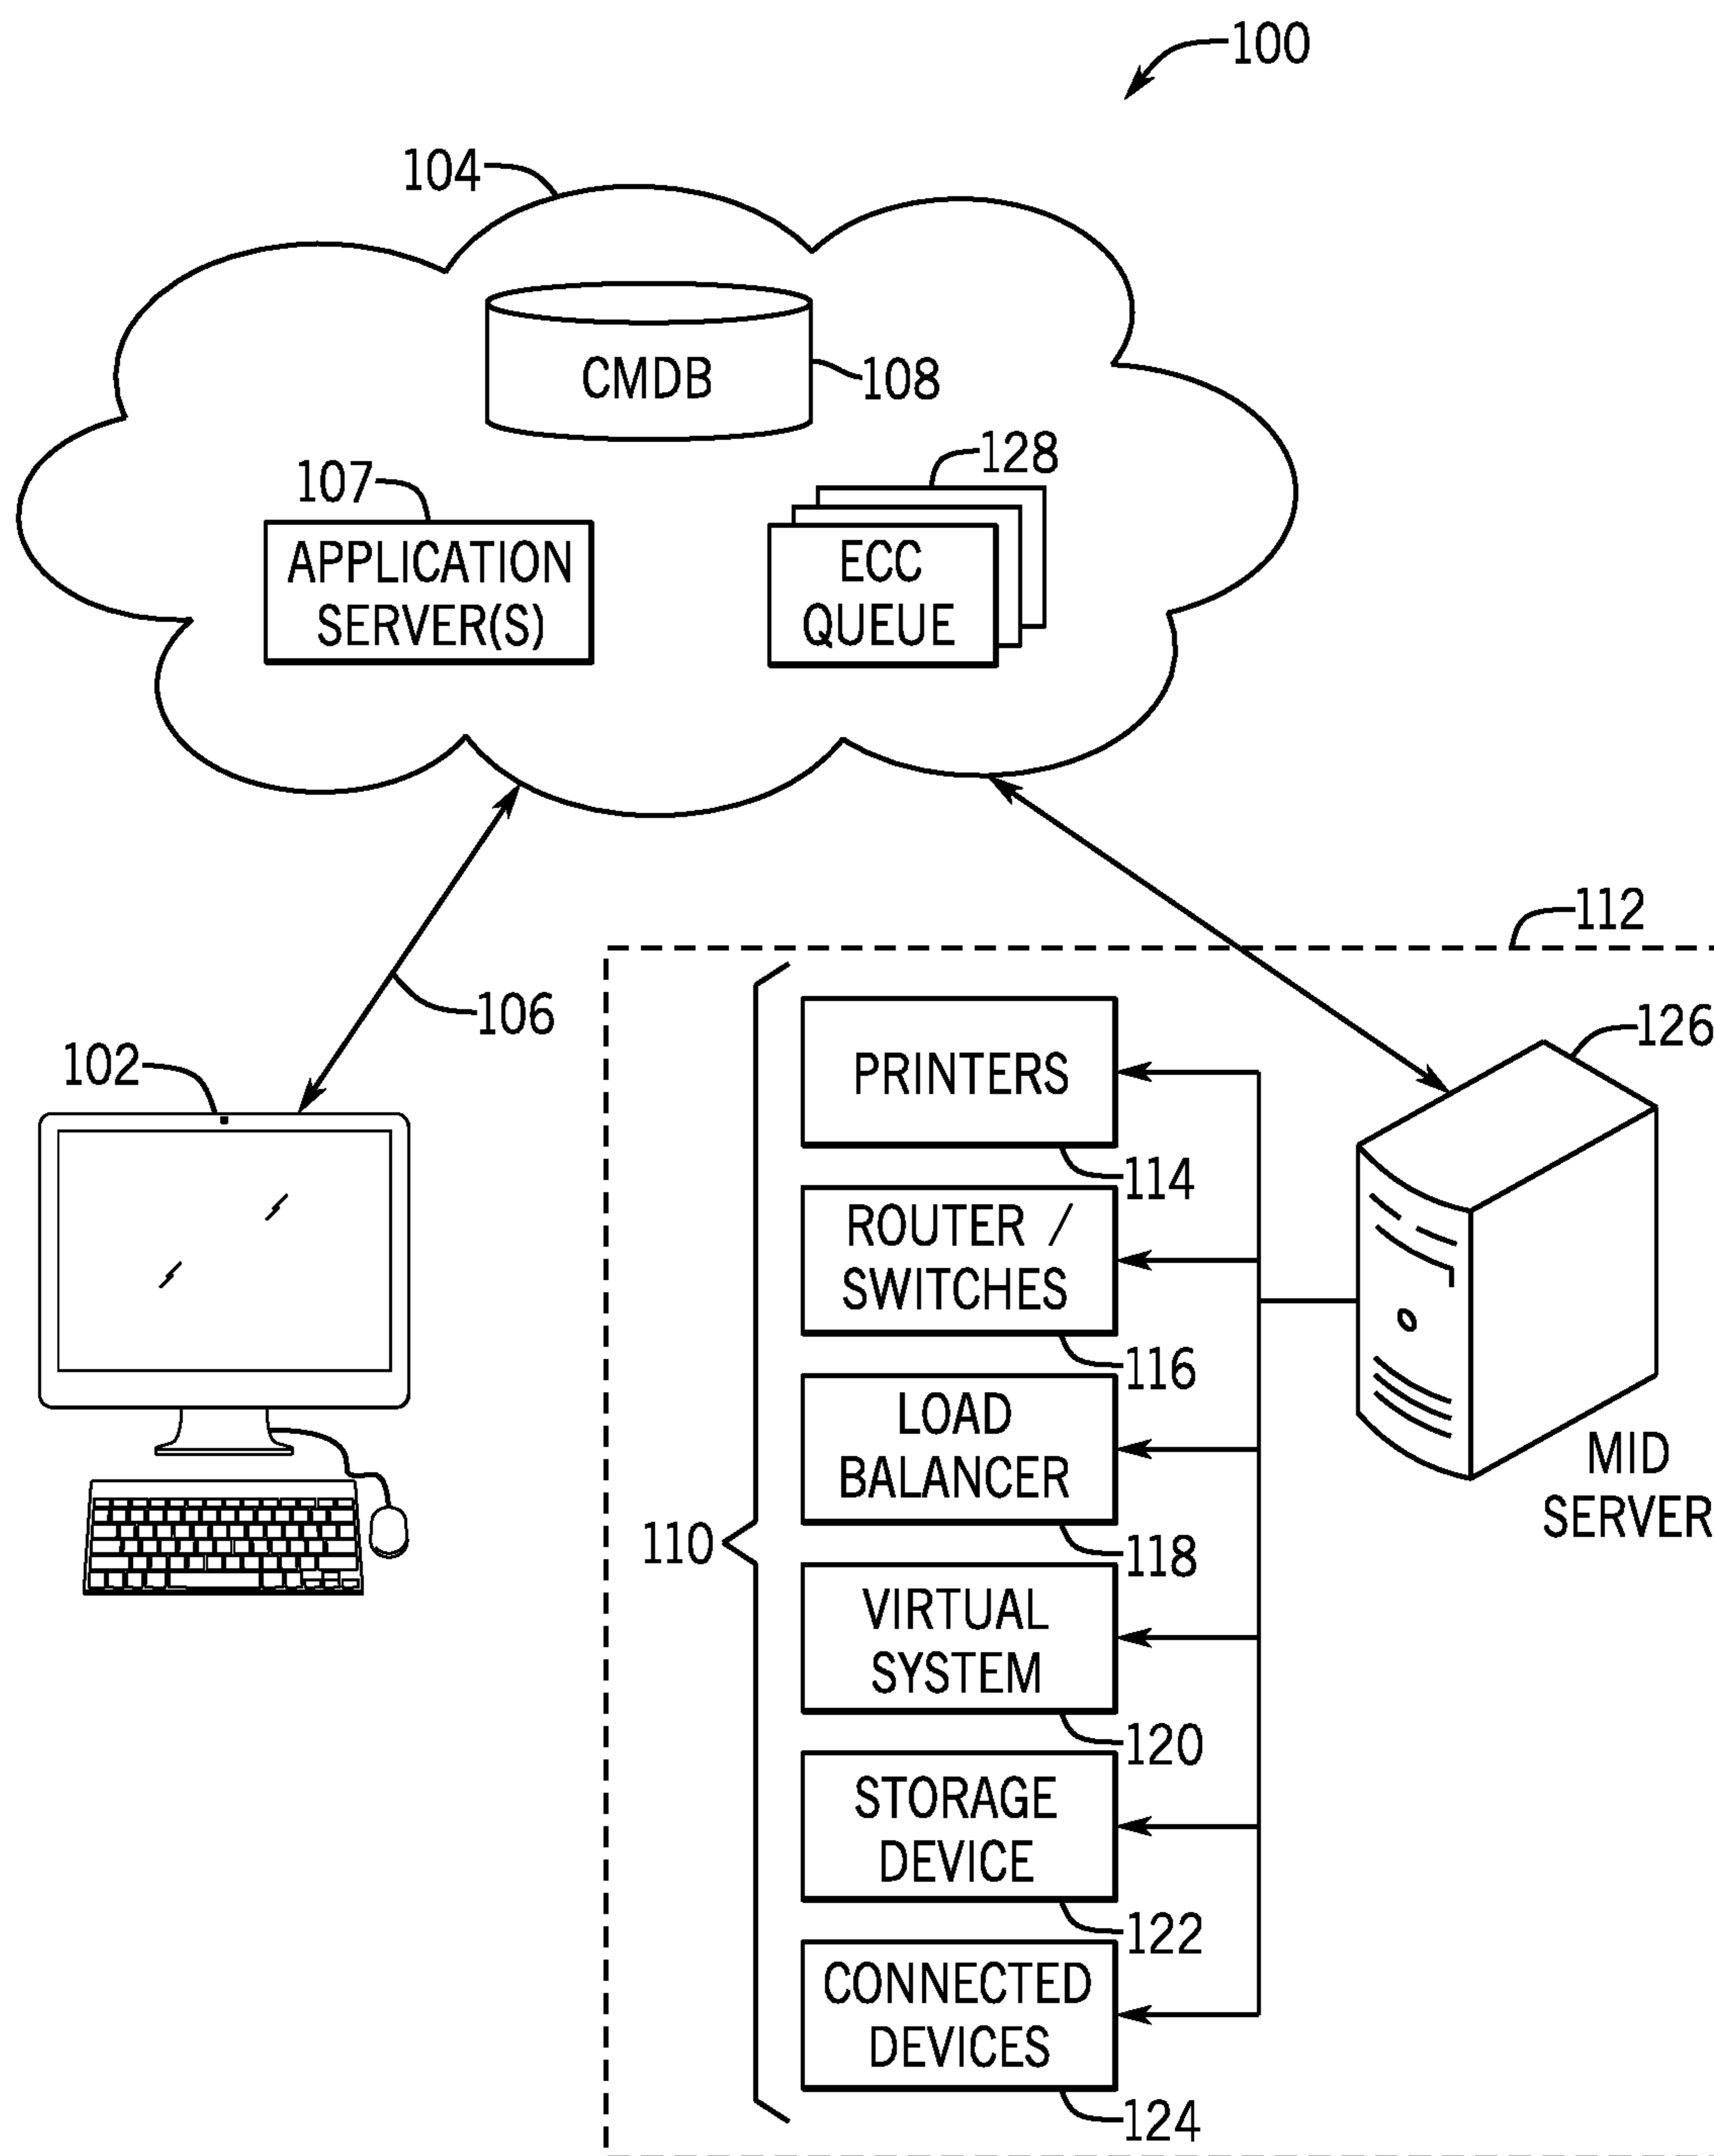 100
104
CMDB
108
128
107
APPLICATION
SERVER(S)
ECC
QUEUE
112
106
126
102
PRINTERS
114
ROUTER /
SWITCHES
116
LOAD
BALANCER
MID
SERVER
110
118
VIRTUAL
SYSTEM
120
STORAGE
DEVICE
122
CONNECTED
DEVICES
124